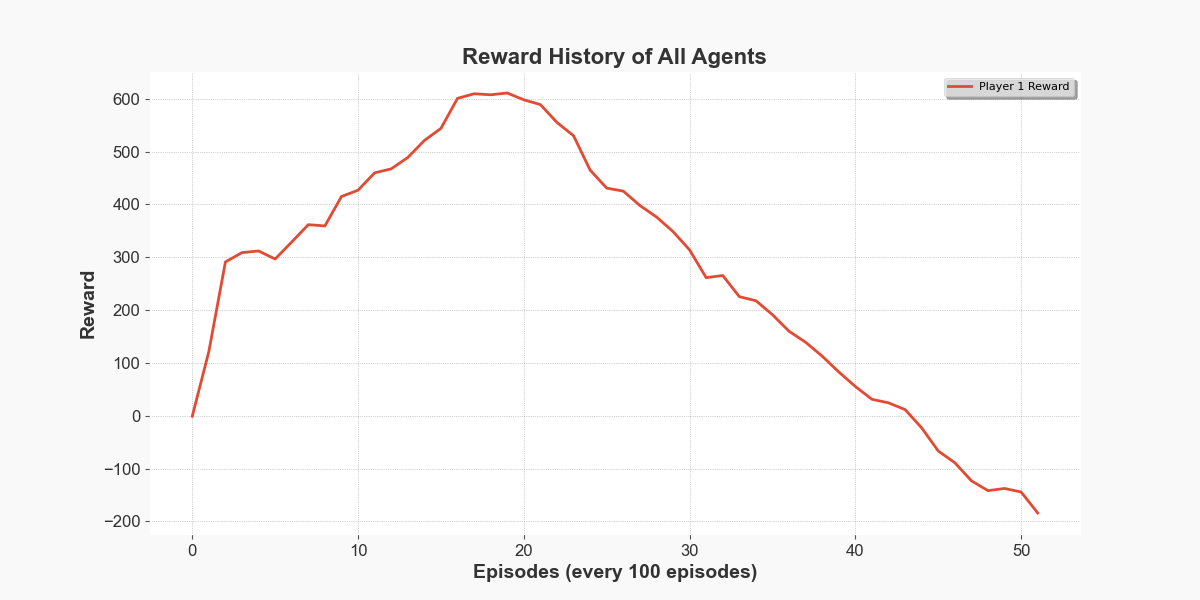 Reward History of All Agents
Player 1 Reward
600
500
400
300
200
100
0
−100
−200
Reward
0 10 20 30 40 50
Episodes (every 100 episodes)